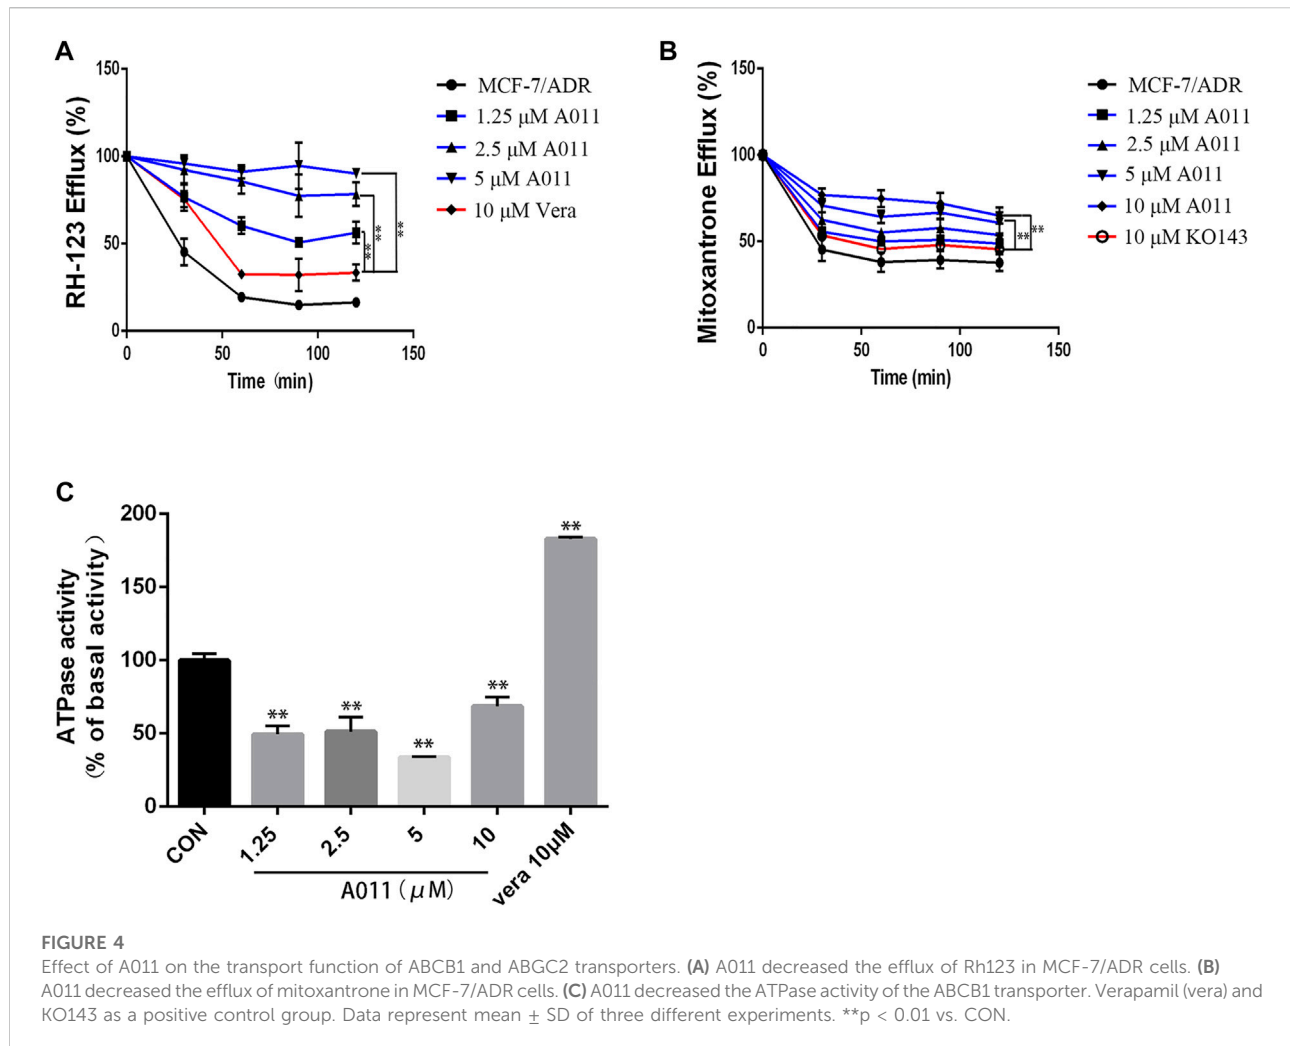 A
RH-123 Efflux (%)
150
100
50
0
0
50
100
150
Time (min)
**
**
**
MCF-7/ADR
1.25 μM A011
2.5 μM A011
5 μM A011
10 μM Vera
B
Mitoxantrone Efflux (%)
150
100
50
0
0
50
100
150
Time (min)
**
**
MCF-7/ADR
1.25 μM A011
2.5 μM A011
5 μM A011
10 μM A011
10 μM KO143
C
ATPase activity
(% of basal activity)
200
150
100
50
0
**
**
**
**
**
CON
1.25
2.5
5
10
vera 10μM
A011 (μM)
FIGURE 4
Effect of A011 on the transport function of ABCB1 and ABGC2 transporters. (A) A011 decreased the efflux of Rh123 in MCF-7/ADR cells. (B)
A011 decreased the efflux of mitoxantrone in MCF-7/ADR cells. (C) A011 decreased the ATPase activity of the ABCB1 transporter. Verapamil (vera) and
KO143 as a positive control group. Data represent mean ± SD of three different experiments. **p < 0.01 vs. CON.